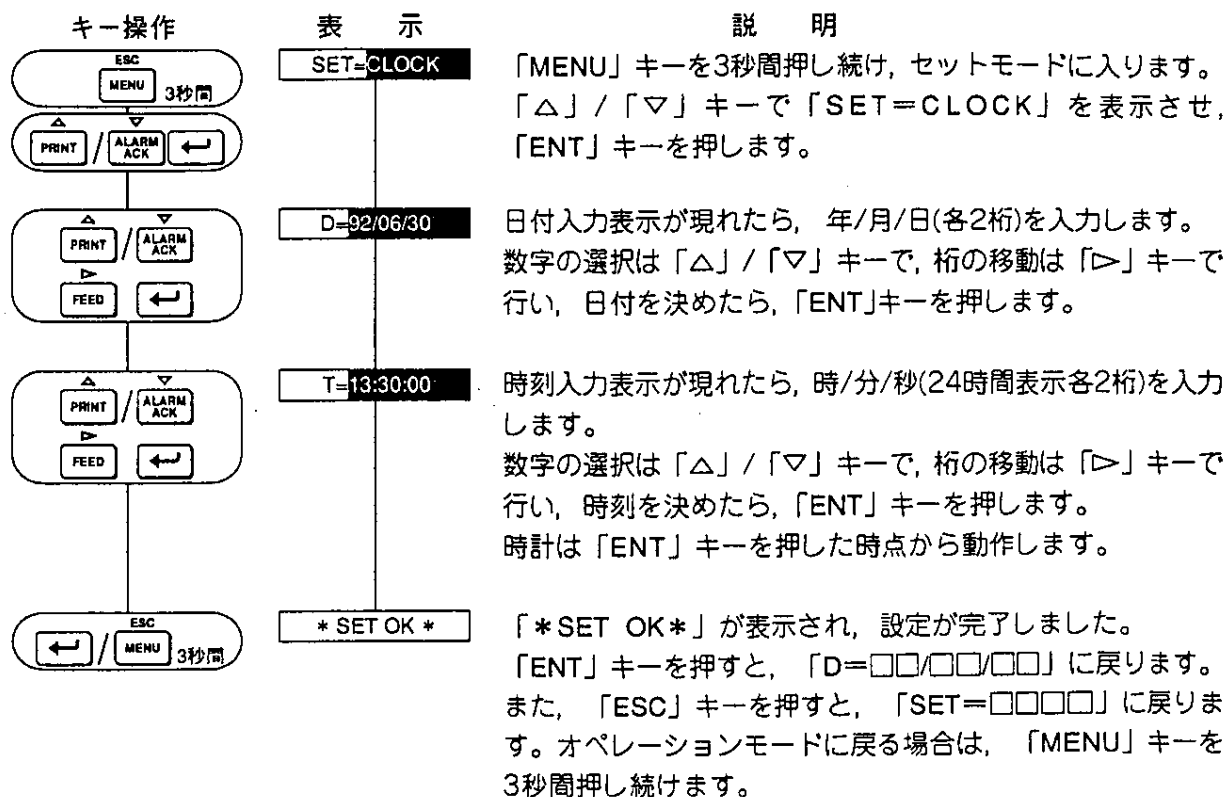 キー操作 表 示 説 明
ESC
MENU 3秒間
SET=CLOCK
「MENU」キーを3秒間押し続け, セットモードに入ります。
「△」/「▽」キーで「SET=CLOCK」を表示させ,
「ENT」キーを押します。
△ ▽
PRINT / ALARM ACK ↵
△ ▽
PRINT / ALARM ACK
▷
FEED ↵
D=92/06/30
日付入力表示が現れたら, 年/月/日(各2桁)を入力します。
数字の選択は「△」/「▽」キーで, 桁の移動は「▷」キーで
行い, 日付を決めたら,「ENT」キーを押します。
△ ▽
PRINT / ALARM ACK
▷
FEED ↵
T=13:30:00
時刻入力表示が現れたら, 時/分/秒(24時間表示各2桁)を入力
します。
数字の選択は「△」/「▽」キーで, 桁の移動は「▷」キーで
行い, 時刻を決めたら,「ENT」キーを押します。
時計は「ENT」キーを押した時点から動作します。
ESC
↵ / MENU 3秒間
* SET OK *
「*SET OK*」が表示され, 設定が完了しました。
「ENT」キーを押すと, 「D=□□/□□/□□」に戻ります。
また, 「ESC」キーを押すと, 「SET=□□□□」に戻りま
す。オペレーションモードに戻る場合は, 「MENU」キーを
3秒間押し続けます。